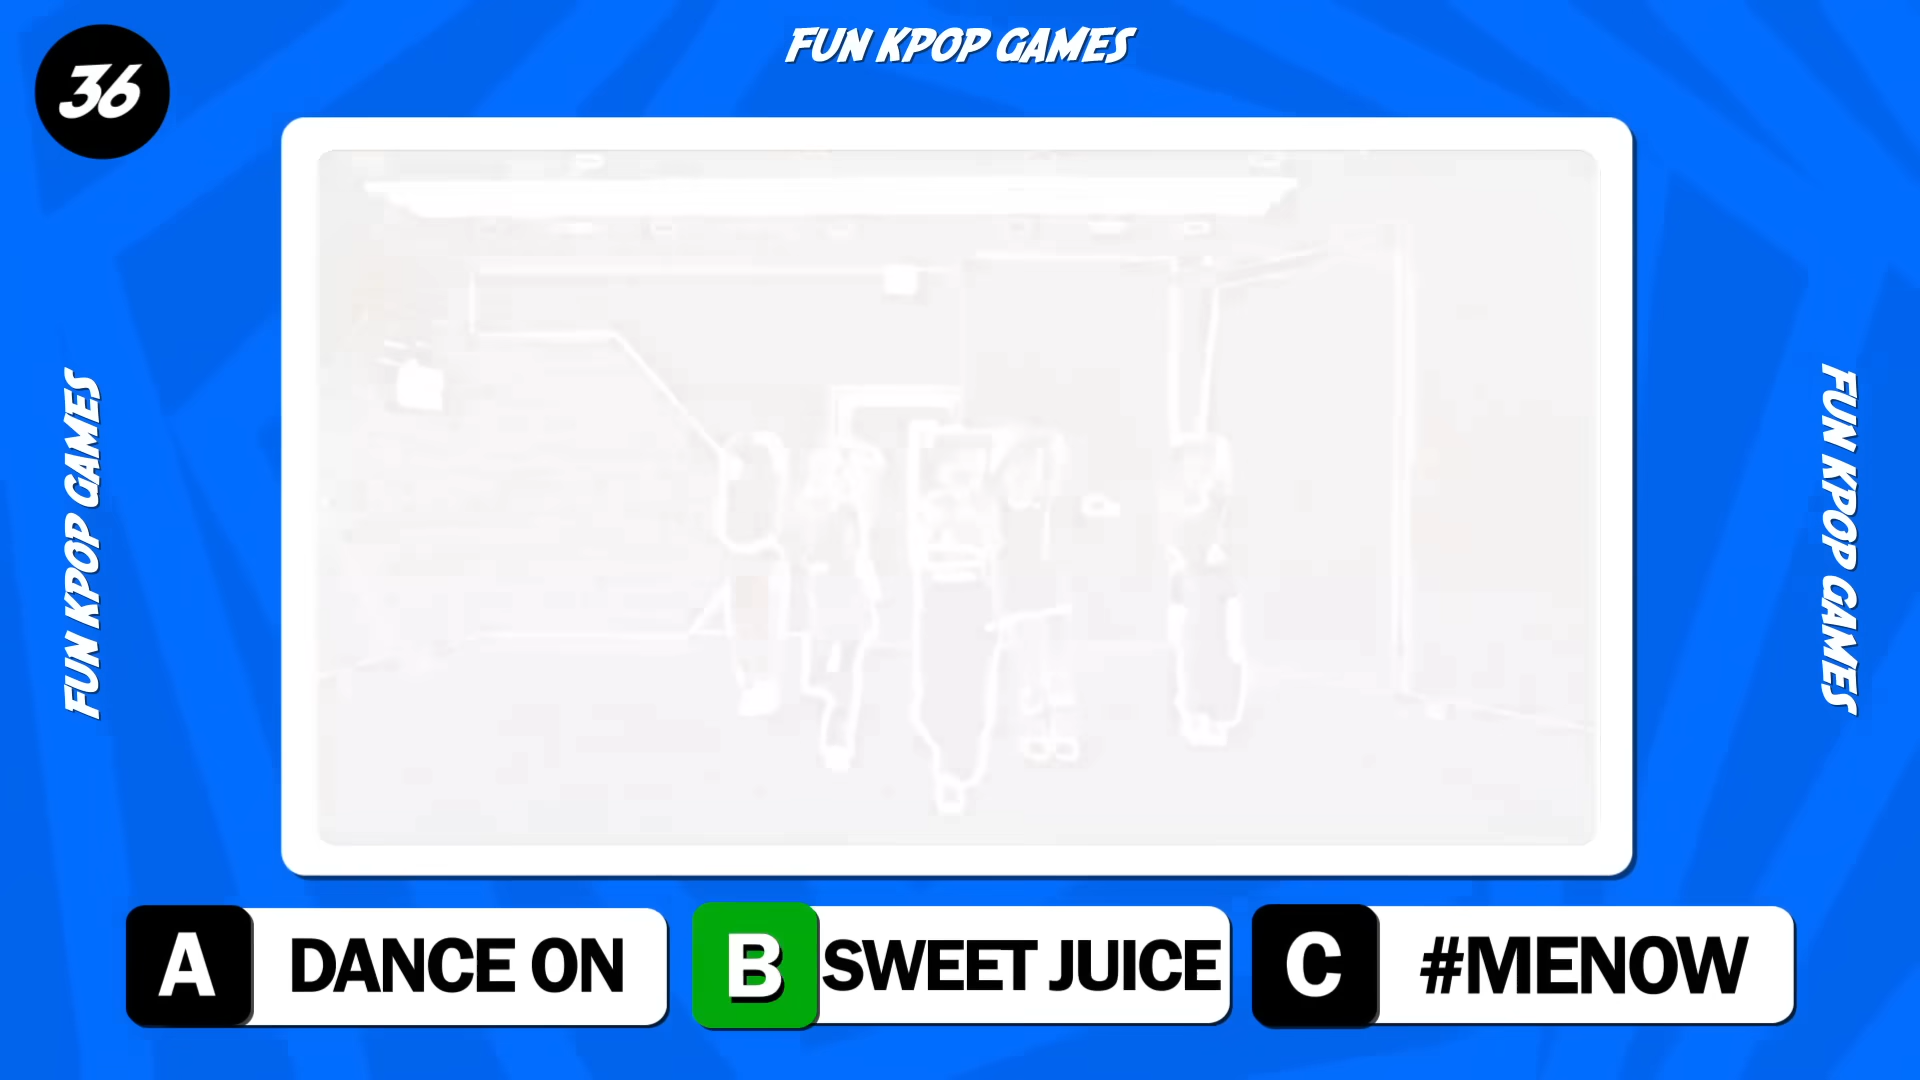 36
FUN KPOP GAMES
FUN KPOP GAMES
FUN KPOP GAMES
A DANCE ON
B SWEET JUICE
C #MENOW